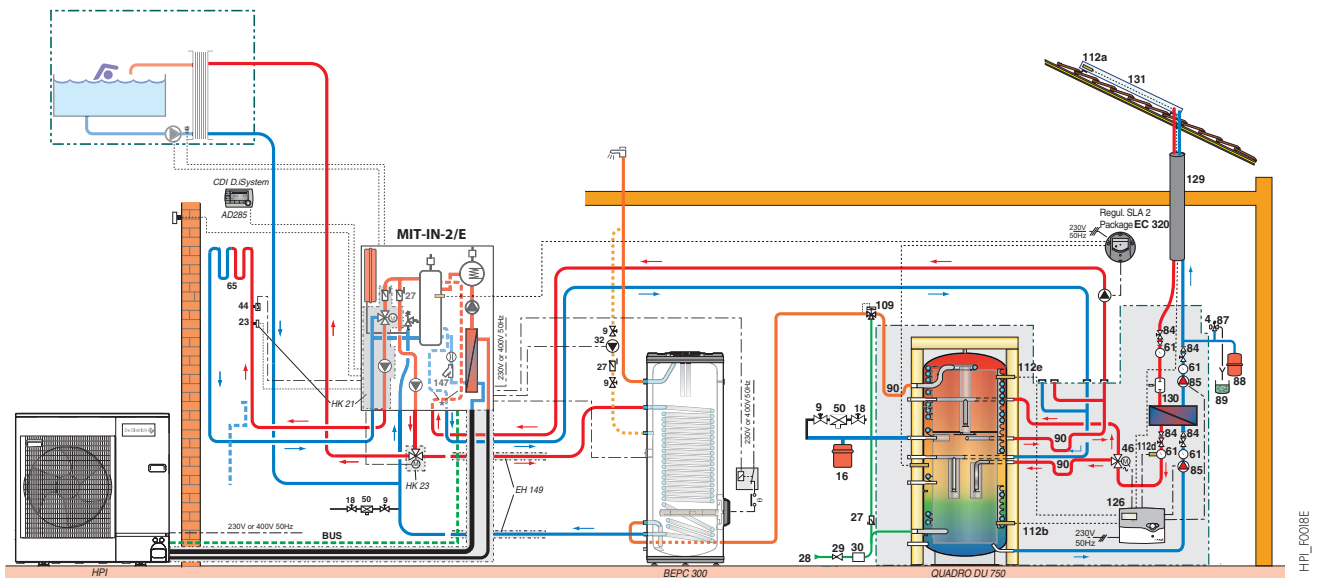 112a
131
CDI D.iSystem
AD285
129
Regul. SLA 2
Package EC 320
230V
50Hz
MIT-IN-2/E
65
44
23
27
M
147
*
230V or 400V 50Hz
HK 21
9
32
27
9
109
90
112e
84
61
84
61
85
4
87
88
89
130
84
84
112d
61
61
85
46
M
90
90
9
50
18
16
M
HK 23
EH 149
230V or 400V 50Hz
θ
18
50
9
De Dietrich
230V or 400V 50Hz
BUS
27
28
29
30
112b
126
230V
50Hz
HPI
BEPC 300
QUADRO DU 750
HPI_F0018E